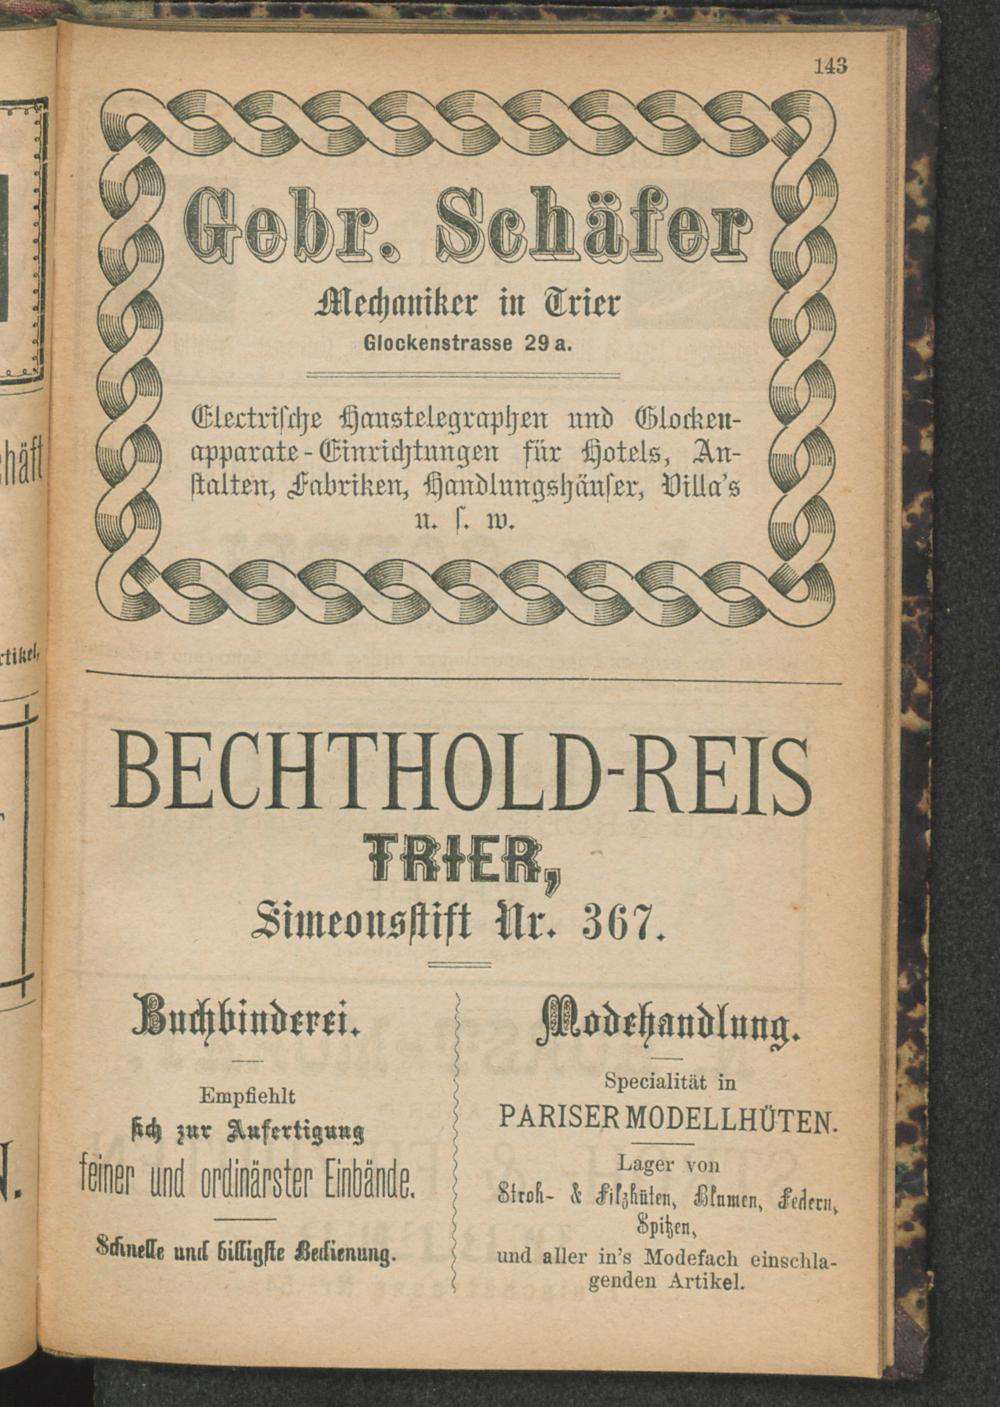 143
Gebr. Schäfer
Mechaniker in Trier
Glockenstrasse 29 a.
Electrische Haustelegraphen und Glocken-
apparate-Einrichtungen für Hotels, An-
stalten, Fabriken, Handlungshäuser, Villa's
u. s. w.
BECHTHOLD-REIS
TRIER,
Simeonsstift Nr. 367.
Buchbinderei.
Empfiehlt
sich zur Anfertigung
feiner und ordinärster Einbände.
Schnelle und billigste Bedienung.
Modehandlung.
Specialität in
PARISER MODELLHÜTEN.
Lager von
Stroh- & Filzhüten, Blumen, Federn,
Spitzen,
und aller in's Modefach einschla-
genden Artikel.